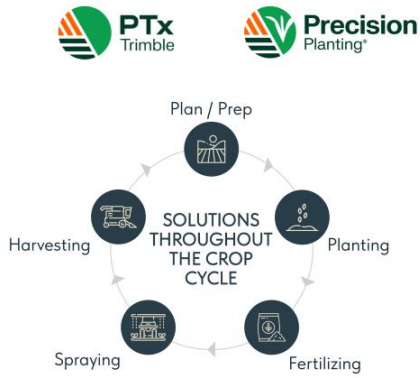 PTx
Trimble
Precision
Planting®
Plan / Prep
SOLUTIONS
THROUGHOUT
THE CROP
CYCLE
Harvesting
Planting
Spraying
Fertilizing